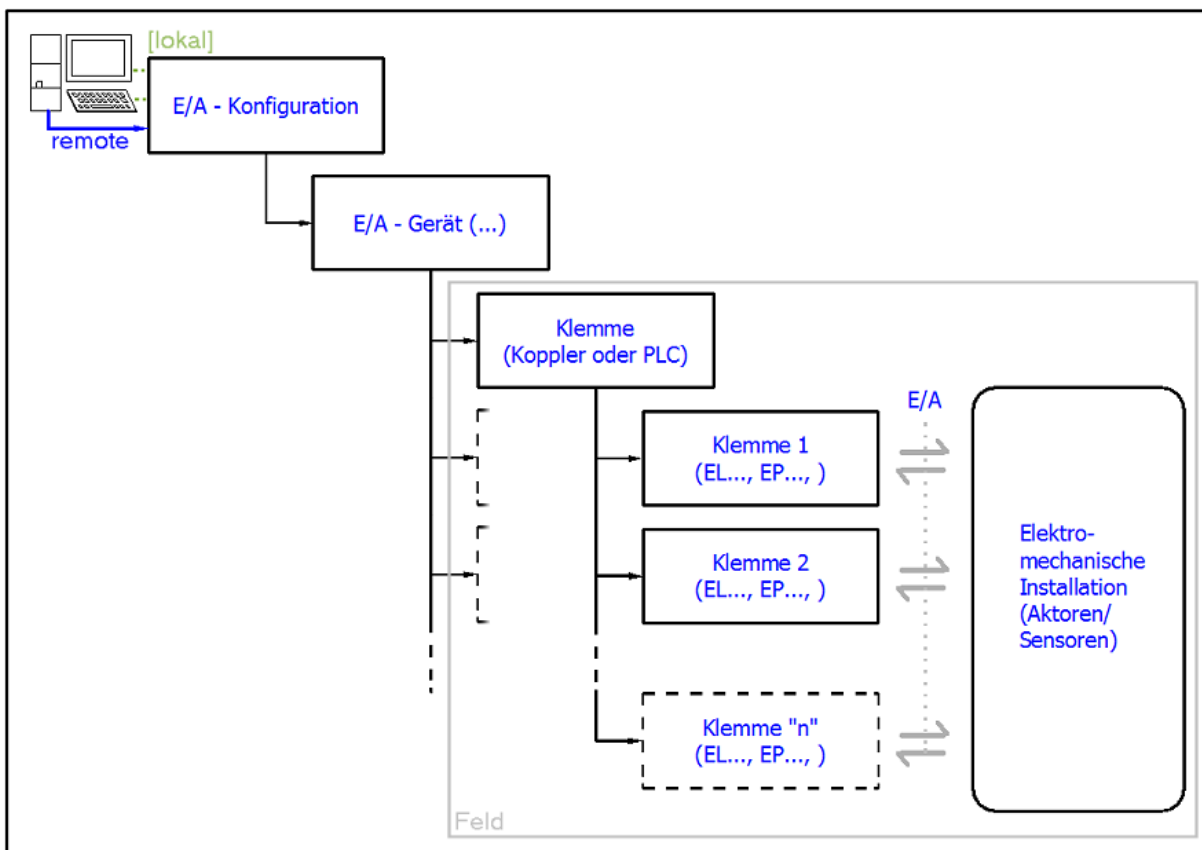 [lokal]
E/A - Konfiguration
remote
E/A - Gerät (...)
Klemme
(Koppler oder PLC)
E/A
Klemme 1
(EL..., EP..., )
Klemme 2
(EL..., EP..., )
Klemme "n"
(EL..., EP..., )
Elektro-
mechanische
Installation
(Aktoren/
Sensoren)
Feld